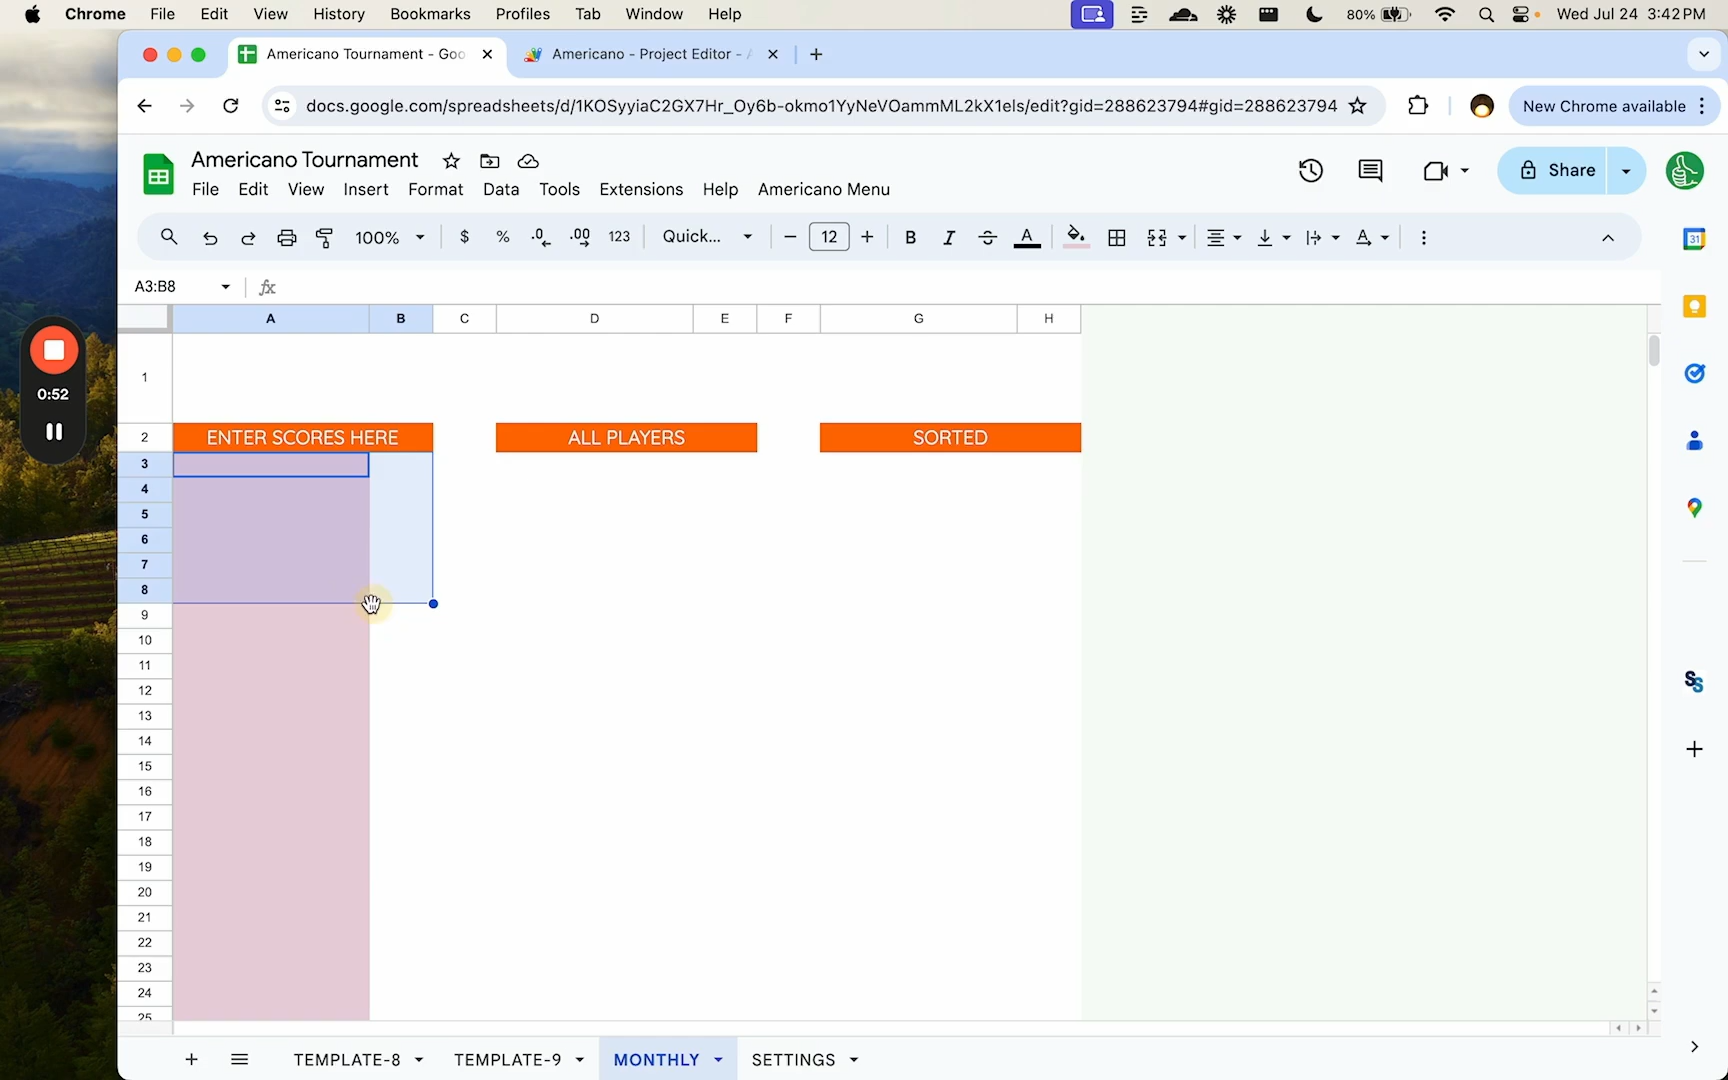 Chrome File Edit View History Bookmarks Profiles Tab Window Help 80% Wed Jul 24 3:42 PM
Americano Tournament - Goo Americano - Project Editor - A
docs.google.com/spreadsheets/d/1KOSyyiaC2GX7Hr_Oy6b-okmo1YyNeVOammML2kX1els/edit?gid=288623794#gid=288623794 New Chrome available
Americano Tournament
File Edit View Insert Format Data Tools Extensions Help Americano Menu Share
100% $ % .0 .00 123 Quick... 12 B I S A A 31
A3:B8 fx
A B C D E F G H
1
0:52
2 ENTER SCORES HERE ALL PLAYERS SORTED
3
4
5
6
7
8
9
10
11
12
13
14
15
16
17
18
19
20
21
22
23
24
25
TEMPLATE-8 TEMPLATE-9 MONTHLY SETTINGS